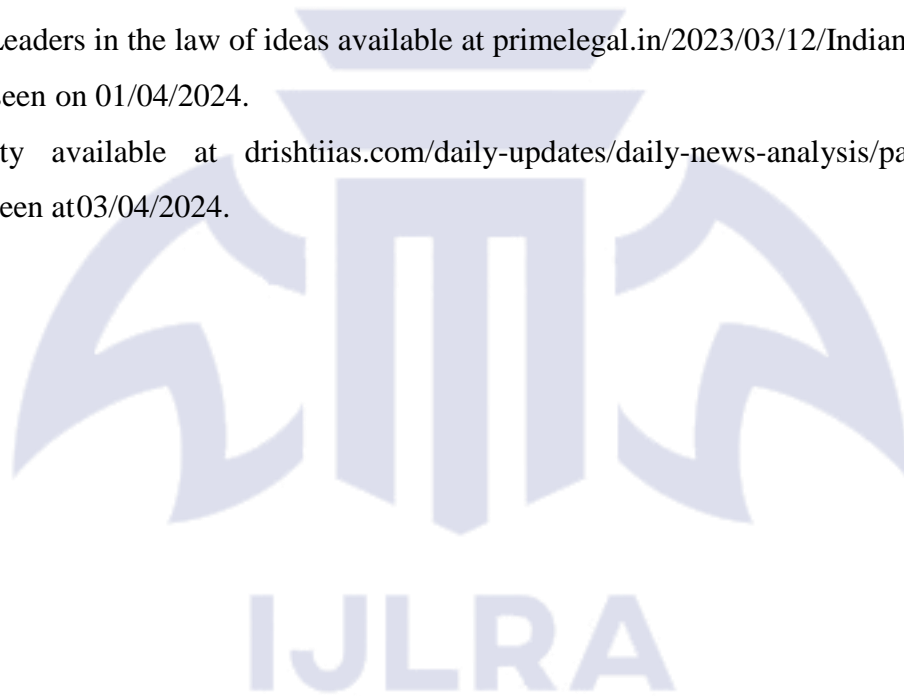 Leaders in the law of ideas available at primelegal.in/2023/03/12/Indian
seen on 01/04/2024.
ty available at drishtiias.com/daily-updates/daily-news-analysis/pa
een at03/04/2024.
IJLRA